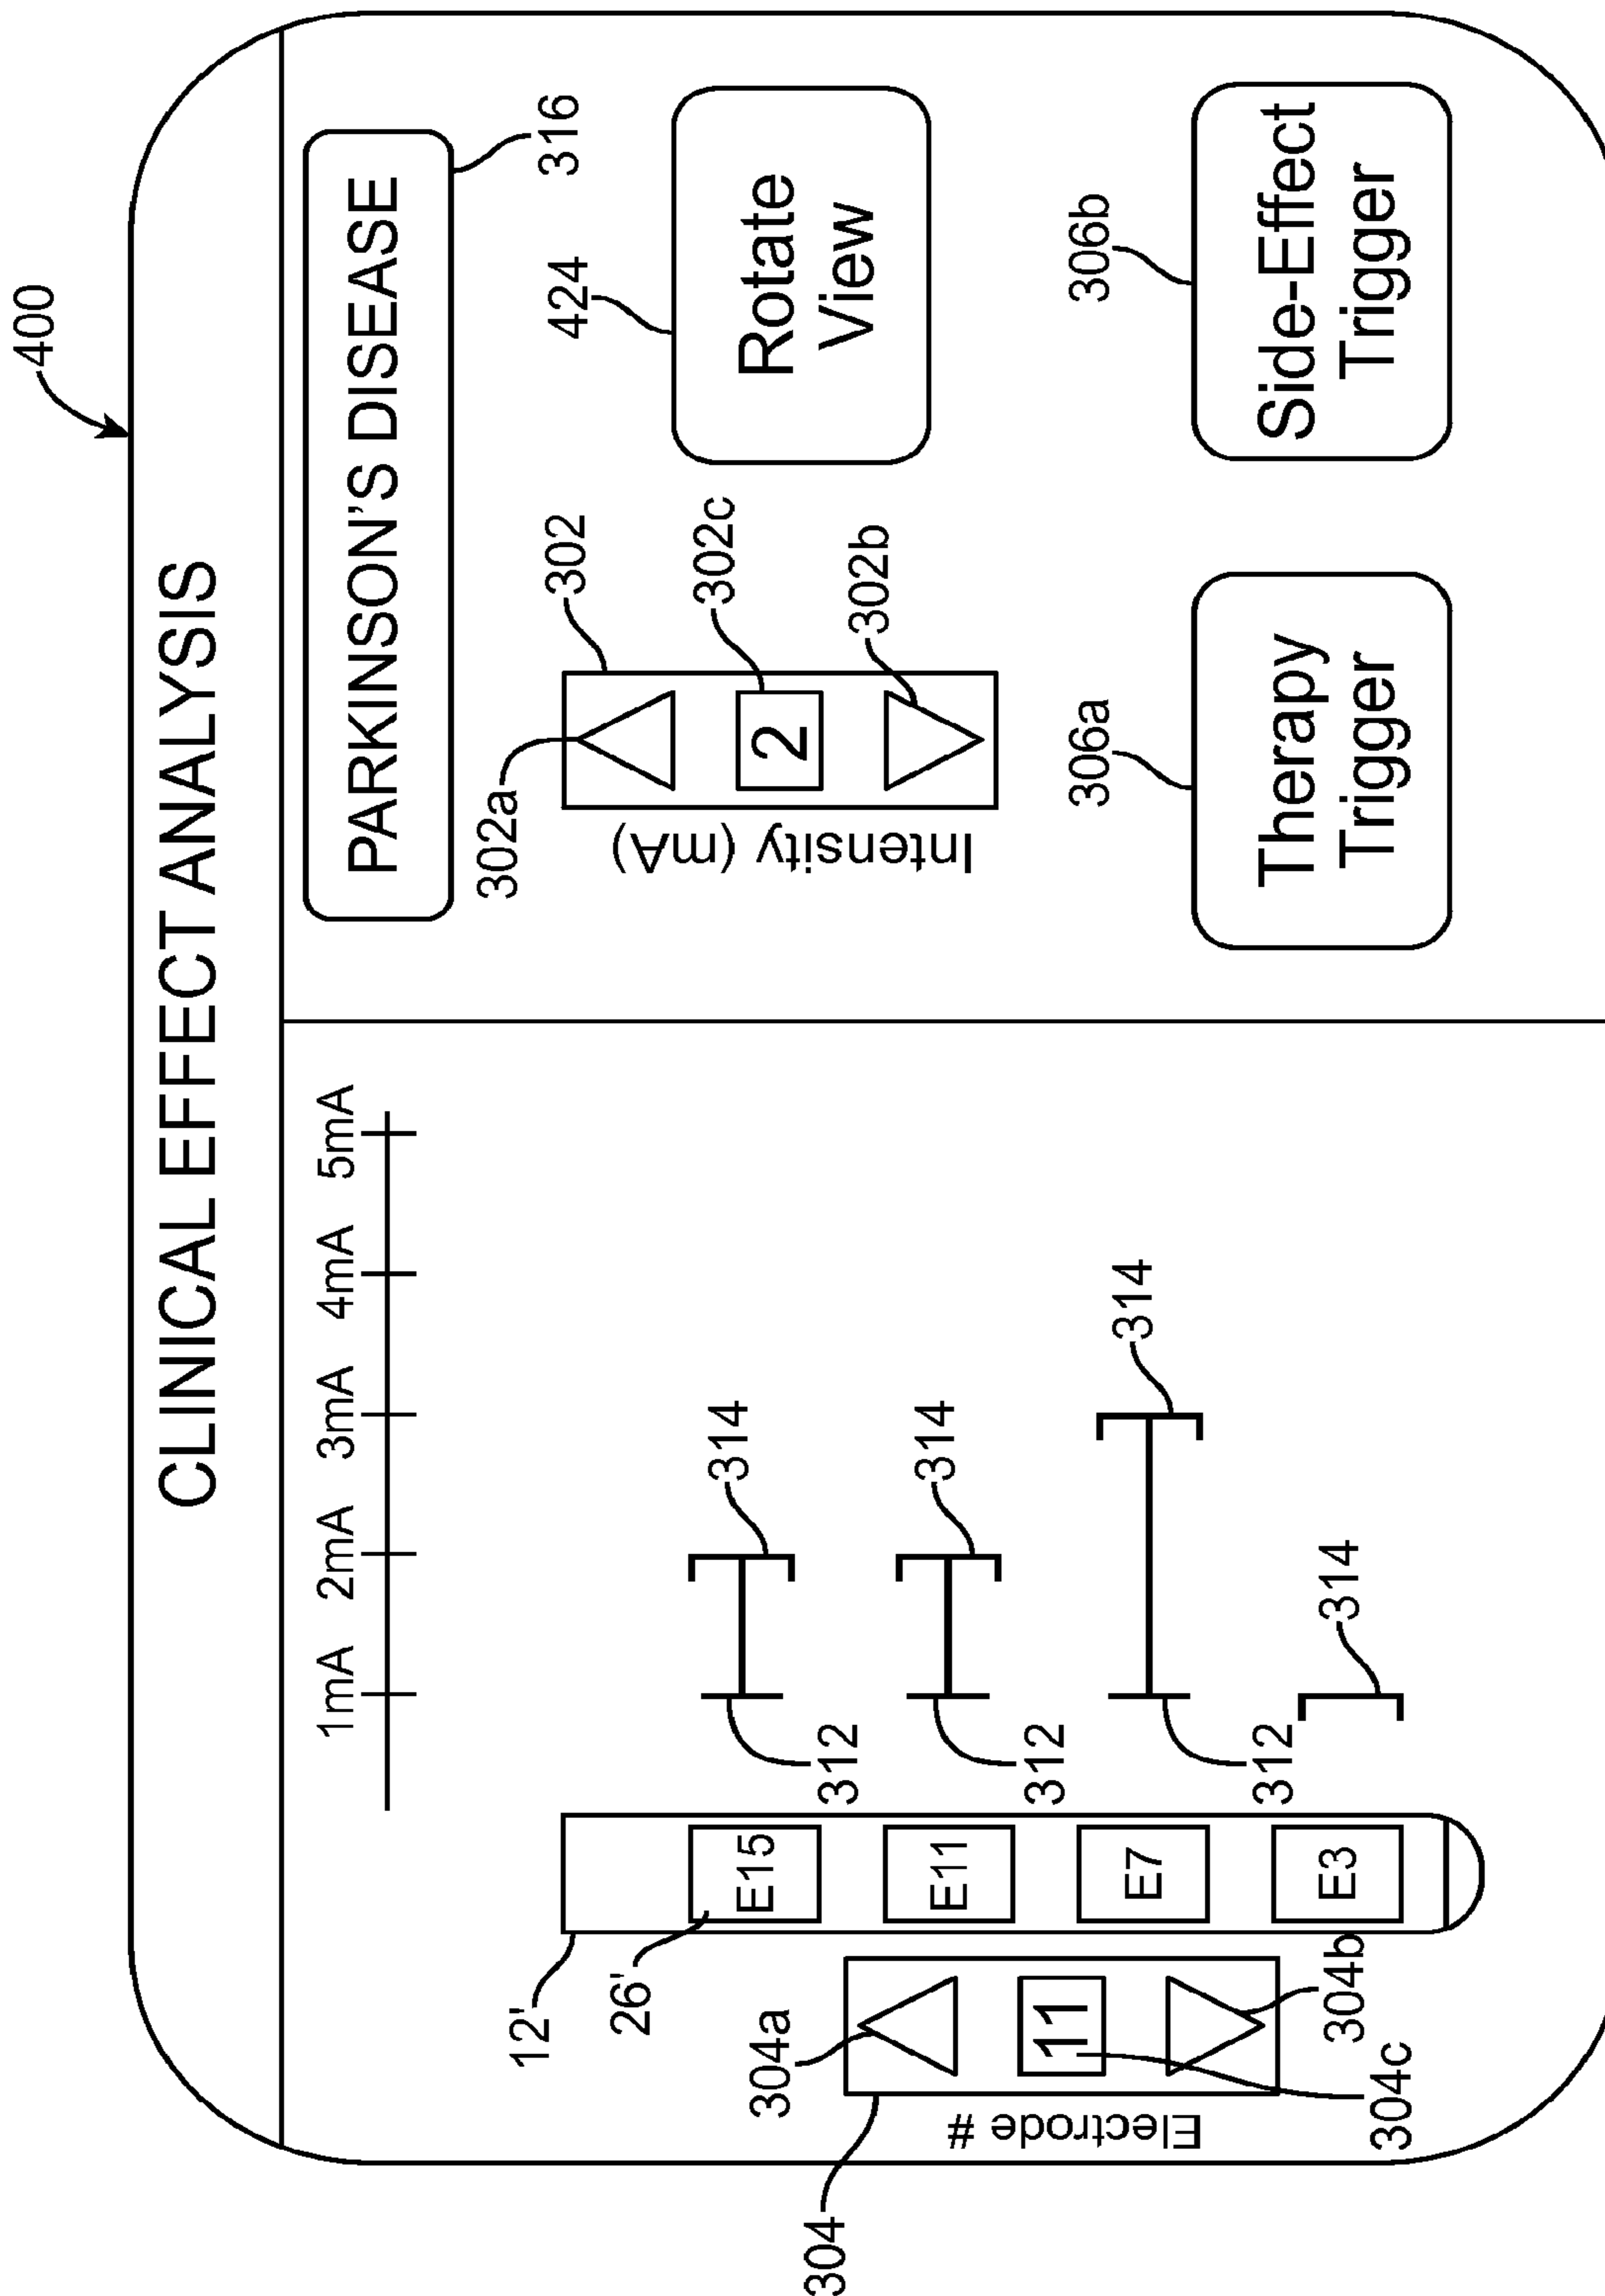 400
CLINICAL EFFECT ANALYSIS
1mA 2mA 3mA 4mA 5mA
PARKINSON'S DISEASE
316
12'
26'
E15
E11
E7
E3
304
304a
11
304b
304c
Electrode #
312
314
312
314
312
314
314
302a
302
302c
2
302b
Intensity (mA)
424
Rotate
View
306a
Therapy
Trigger
306b
Side-Effect
Trigger